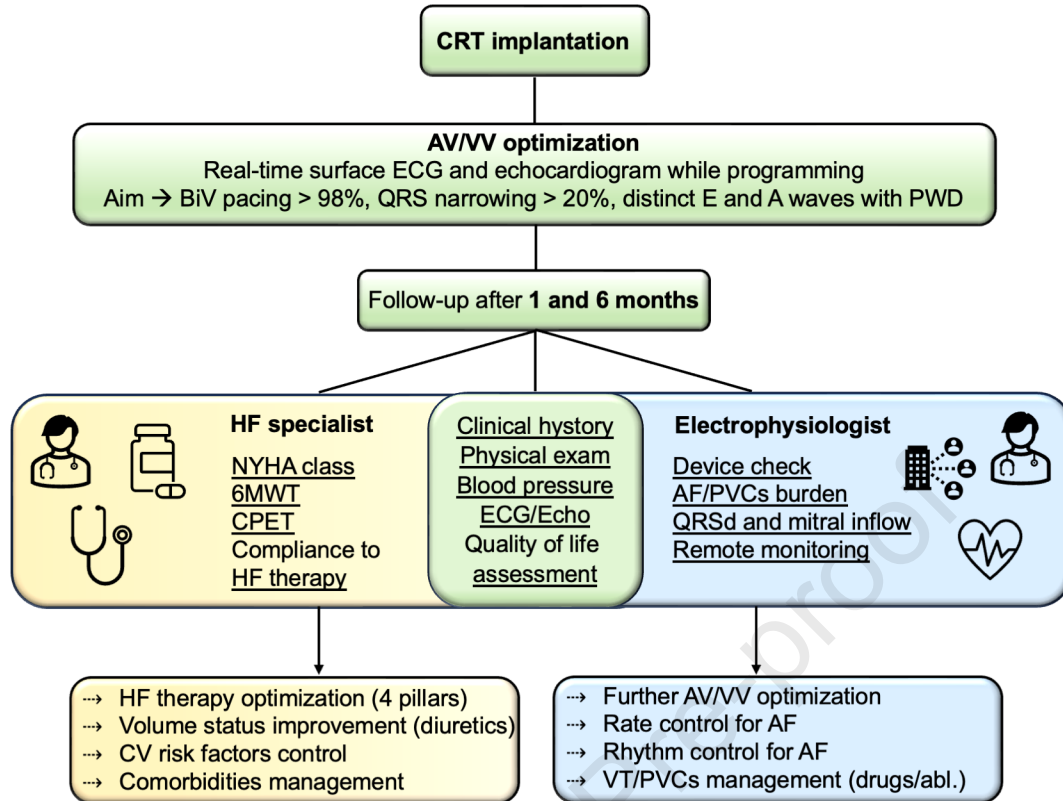 CRT implantation
AV/VV optimization
Real-time surface ECG and echocardiogram while programming
Aim → BiV pacing > 98%, QRS narrowing > 20%, distinct E and A waves with PWD
Follow-up after 1 and 6 months
HF specialist
NYHA class
6MWT
CPET
Compliance to
HF therapy
Clinical hystory
Physical exam
Blood pressure
ECG/Echo
Quality of life
assessment
Electrophysiologist
Device check
AF/PVCs burden
QRSd and mitral inflow
Remote monitoring
⇢ HF therapy optimization (4 pillars)
⇢ Volume status improvement (diuretics)
⇢ CV risk factors control
⇢ Comorbidities management
⇢ Further AV/VV optimization
⇢ Rate control for AF
⇢ Rhythm control for AF
⇢ VT/PVCs management (drugs/abl.)
pre-proof